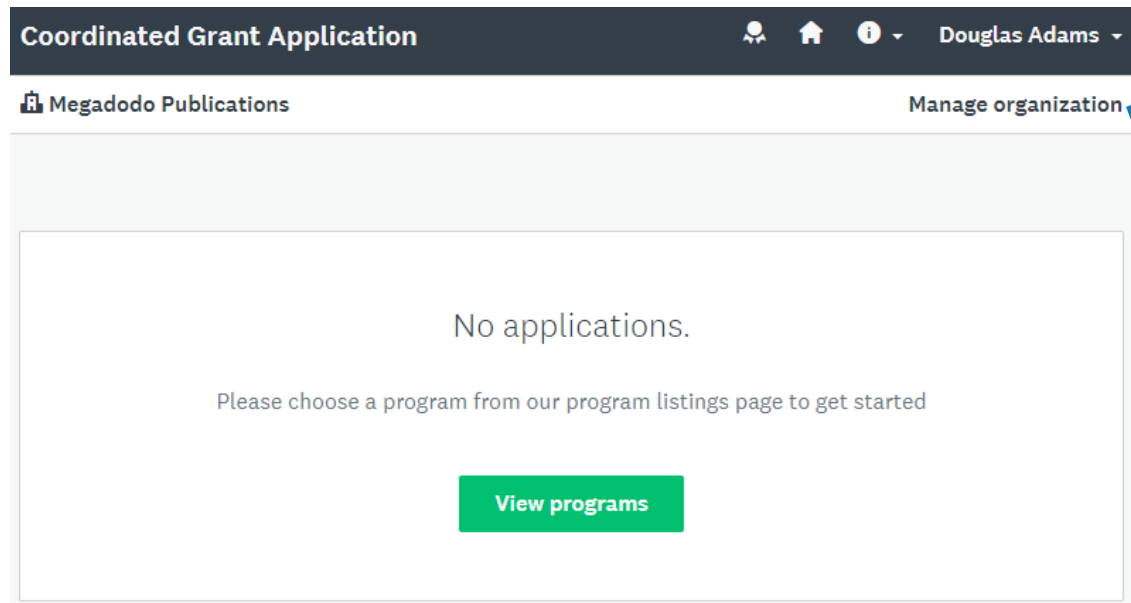 Coordinated Grant Application Douglas Adams
Megadodo Publications Manage organization
No applications.
Please choose a program from our program listings page to get started
View programs